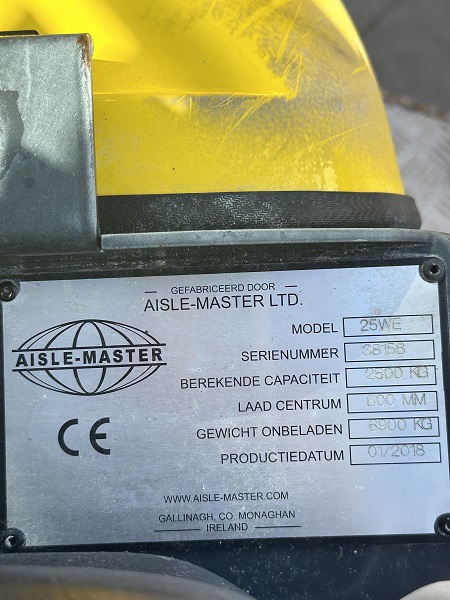 GEFABRICEERD DOOR
AISLE-MASTER LTD.
AISLE-MASTER
CE
MODEL 25WE
SERIENUMMER 38158
BEREKENDE CAPACITEIT 2500 KG
LAAD CENTRUM 600 MM
GEWICHT ONBELADEN 6900 KG
PRODUCTIEDATUM 01/2018
WWW.AISLE-MASTER.COM
GALLINAGH, CO. MONAGHAN
IRELAND